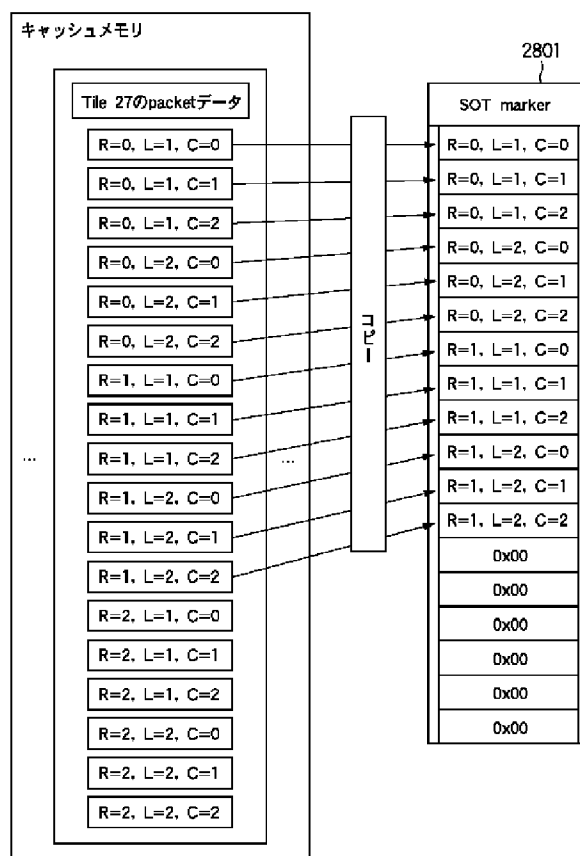 キャッシュメモリ
Tile 27のpacketデータ
R=0, L=1, C=0
R=0, L=1, C=1
R=0, L=1, C=2
R=0, L=2, C=0
R=0, L=2, C=1
R=0, L=2, C=2
R=1, L=1, C=0
R=1, L=1, C=1
R=1, L=1, C=2
R=1, L=2, C=0
R=1, L=2, C=1
R=1, L=2, C=2
R=2, L=1, C=0
R=2, L=1, C=1
R=2, L=1, C=2
R=2, L=2, C=0
R=2, L=2, C=1
R=2, L=2, C=2
…
…
コピー
2801
SOT marker
R=0, L=1, C=0
R=0, L=1, C=1
R=0, L=1, C=2
R=0, L=2, C=0
R=0, L=2, C=1
R=0, L=2, C=2
R=1, L=1, C=0
R=1, L=1, C=1
R=1, L=1, C=2
R=1, L=2, C=0
R=1, L=2, C=1
R=1, L=2, C=2
0x00
0x00
0x00
0x00
0x00
0x00